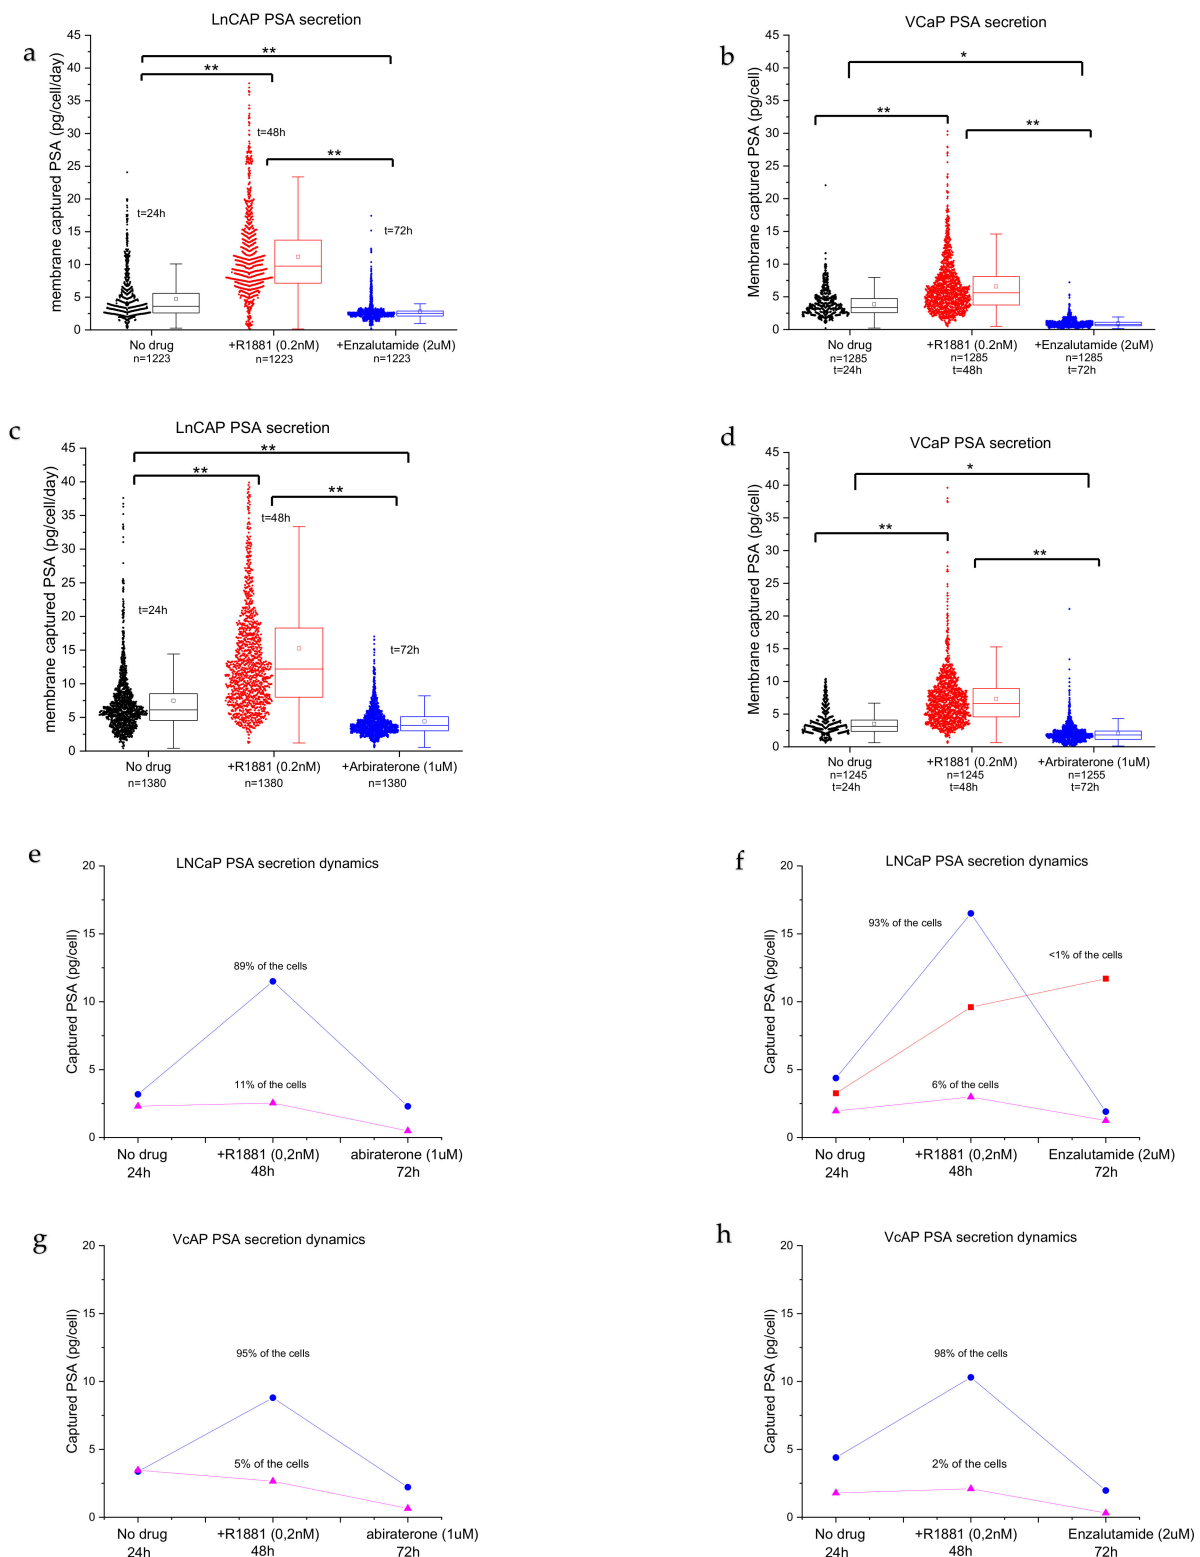 a
LnCAP PSA secretion
membrane captured PSA (pg/cell/day)
45
40
35
30
25
20
15
10
5
0
**
**
**
t=24h
t=48h
t=72h
No drug
n=1223
+R1881 (0.2nM)
n=1223
+Enzalutamide (2uM)
n=1223
b
VCaP PSA secretion
Membrane captured PSA (pg/cell)
45
40
35
30
25
20
15
10
5
0
*
**
**
No drug
n=1285
t=24h
+R1881 (0.2nM)
n=1285
t=48h
+Enzalutamide (2uM)
n=1285
t=72h
c
LnCAP PSA secretion
membrane captured PSA (pg/cell/day)
45
40
35
30
25
20
15
10
5
0
**
**
**
t=24h
t=48h
t=72h
No drug
n=1380
+R1881 (0.2nM)
n=1380
+Arbiraterone (1uM)
n=1380
d
VCaP PSA secretion
Membrane captured PSA (pg/cell)
45
40
35
30
25
20
15
10
5
0
*
**
**
No drug
n=1245
t=24h
+R1881 (0.2nM)
n=1245
t=48h
+Arbiraterone (1uM)
n=1255
t=72h
e
LNCaP PSA secretion dynamics
Captured PSA (pg/cell)
20
15
10
5
0
89% of the cells
11% of the cells
No drug
24h
+R1881 (0,2nM)
48h
abiraterone (1uM)
72h
f
LNCaP PSA secretion dynamics
Captured PSA (pg/cell)
20
15
10
5
0
93% of the cells
<1% of the cells
6% of the cells
No drug
24h
+R1881 (0,2nM)
48h
Enzalutamide (2uM)
72h
g
VcAP PSA secretion dynamics
Captured PSA (pg/cell)
20
15
10
5
0
95% of the cells
5% of the cells
No drug
24h
+R1881 (0,2nM)
48h
abiraterone (1uM)
72h
h
VcAP PSA secretion dynamics
Captured PSA (pg/cell)
20
15
10
5
0
98% of the cells
2% of the cells
No drug
24h
+R1881 (0,2nM)
48h
Enzalutamide (2uM)
72h